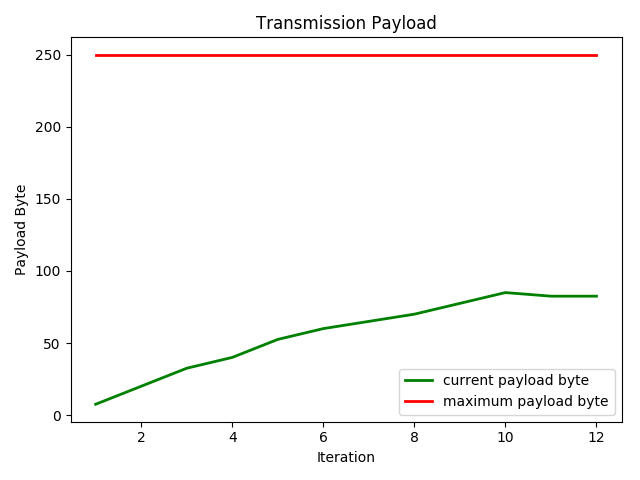 Transmission Payload
Payload Byte
250
200
150
100
50
0
2 4 6 8 10 12
Iteration
current payload byte
maximum payload byte